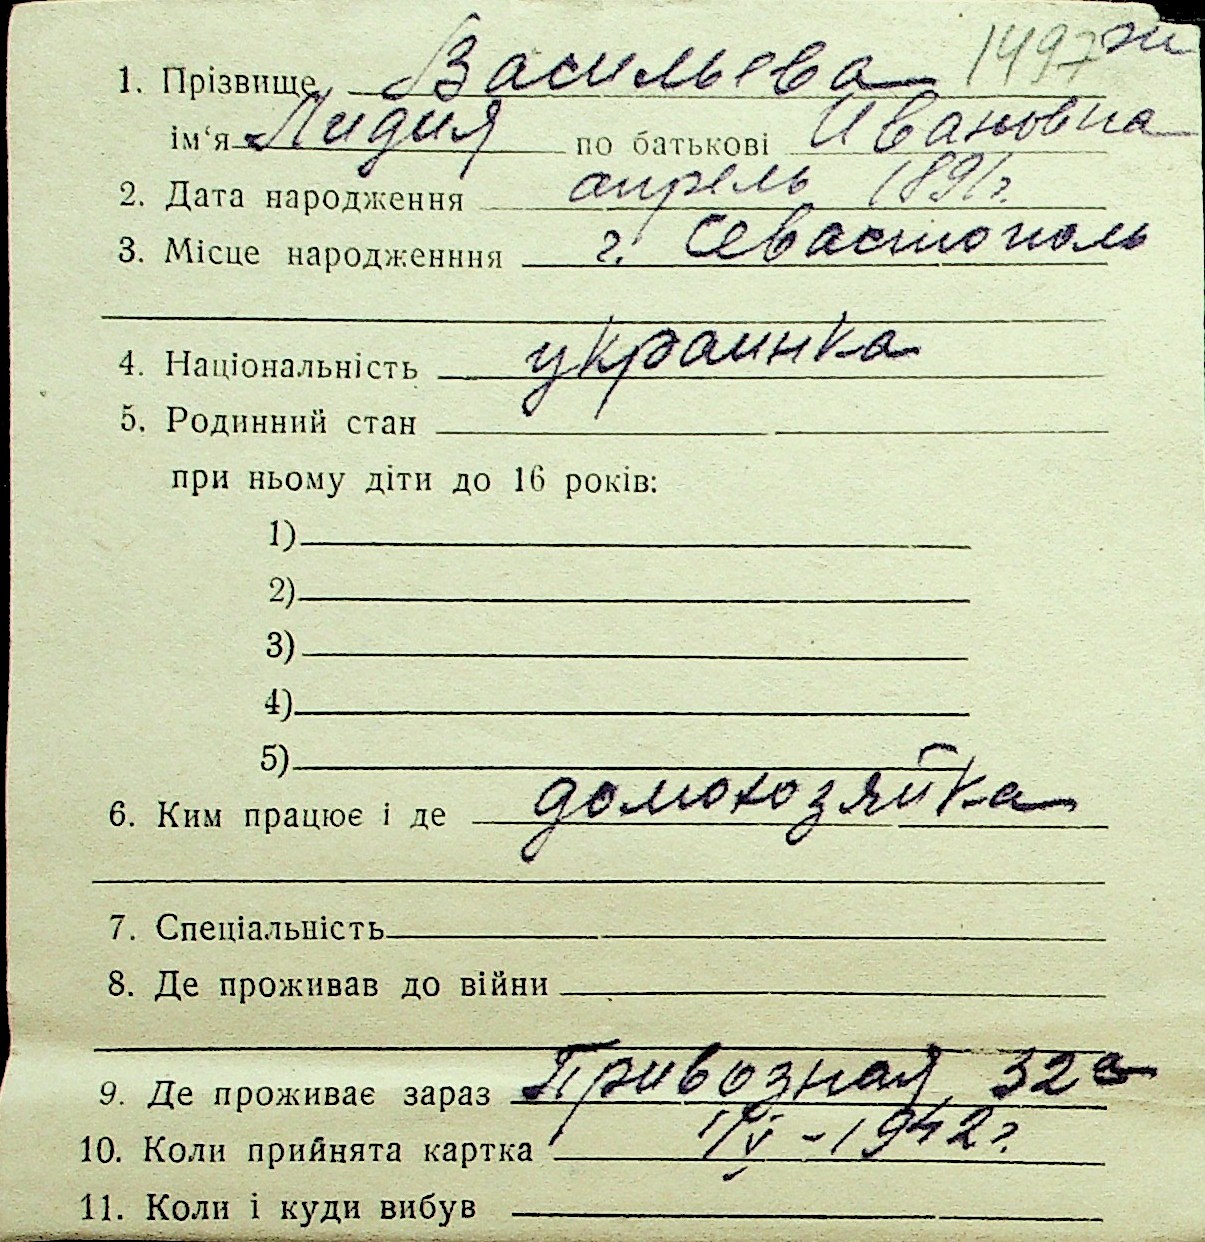 1. Прізвище Васильева 1497
ім‘я Лидия по батькові Ивановна
2. Дата народження апрель 1891г.
3. Місце народженння г. Севастополь
4. Національність украинка
5. Родинний стан
при ньому діти до 16 років:
1)
2)
3)
4)
5)
6. Ким працює і де домохозяйка
7. Спеціальність
8. Де проживав до війни
9. Де проживає зараз Привозная 32а
10. Коли прийнята картка 1/V-1942г.
11. Коли і куди вибув